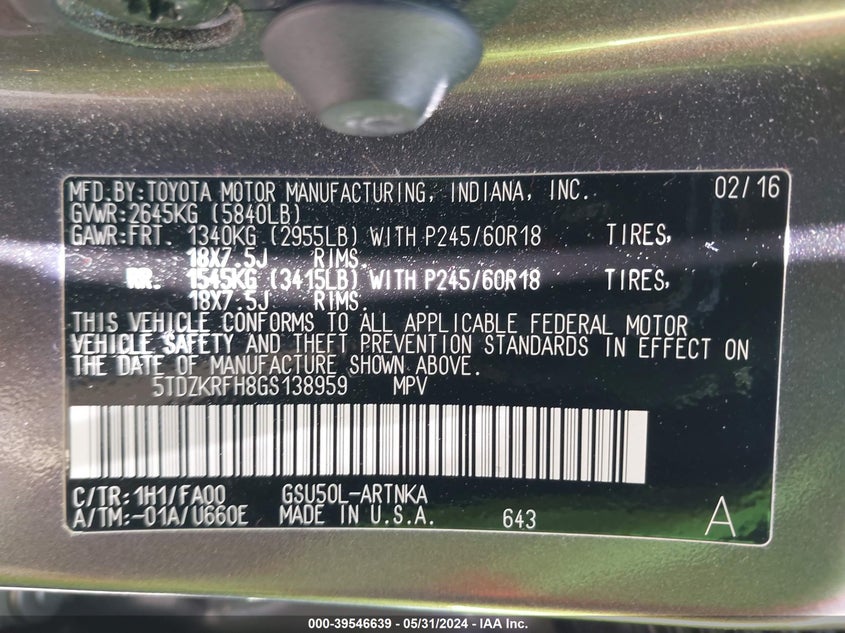 MFD.BY:TOYOTA MOTOR MANUFACTURING, INDIANA, INC. 02/16
GVWR:2645KG (5840LB)
GAWR:FRT. 1340KG (2955LB) WITH P245/60R18 TIRES,
18X7.5J RIMS.
RR. 1545KG (3415LB) WITH P245/60R18 TIRES,
18X7.5J RIMS.
THIS VEHICLE CONFORMS TO ALL APPLICABLE FEDERAL MOTOR
VEHICLE SAFETY AND THEFT PREVENTION STANDARDS IN EFFECT ON
THE DATE OF MANUFACTURE SHOWN ABOVE.
5TDZKRFH8GS138959 MPV
C/TR:1H1/FA00 GSU50L-ARTNKA
A/TM:-01A/U660E MADE IN U.S.A. 643 A
000-39546639 - 05/31/2024 - IAA Inc.